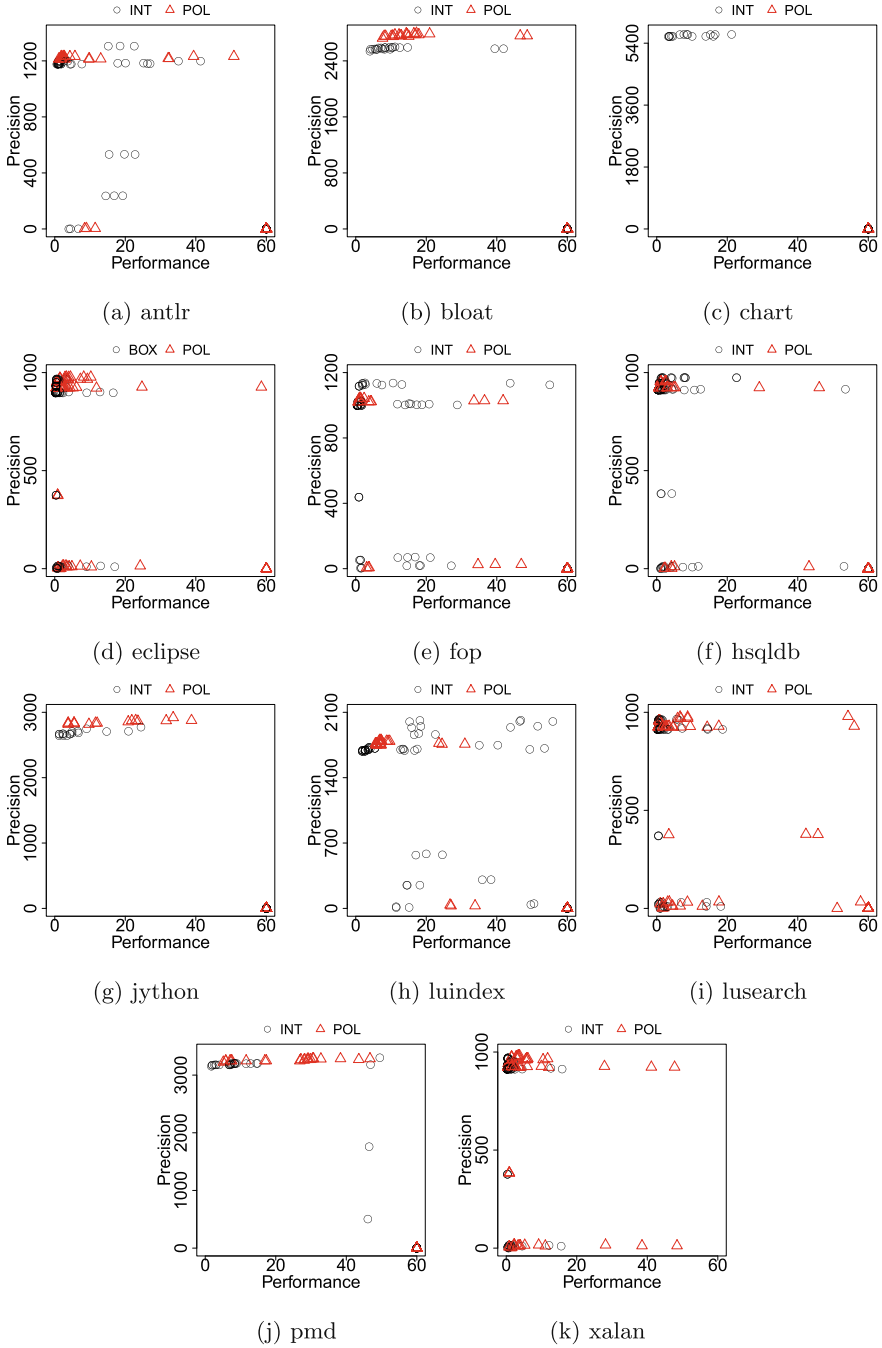 INT POL
Precision
0 400 800 1200
0 20 40 60
Performance
(a) antlr
INT POL
Precision
0 800 1600 2400
0 20 40 60
Performance
(b) bloat
INT POL
Precision
0 1800 3600 5400
0 20 40 60
Performance
(c) chart
BOX POL
Precision
0 500 1000
0 20 40 60
Performance
(d) eclipse
INT POL
Precision
0 400 800 1200
0 20 40 60
Performance
(e) fop
INT POL
Precision
0 500 1000
0 20 40 60
Performance
(f) hsqldb
INT POL
Precision
0 1000 2000 3000
0 20 40 60
Performance
(g) jython
INT POL
Precision
0 700 1400 2100
0 20 40 60
Performance
(h) luindex
INT POL
Precision
0 500 1000
0 20 40 60
Performance
(i) lusearch
INT POL
Precision
0 1000 2000 3000
0 20 40 60
Performance
(j) pmd
INT POL
Precision
0 500 1000
0 20 40 60
Performance
(k) xalan